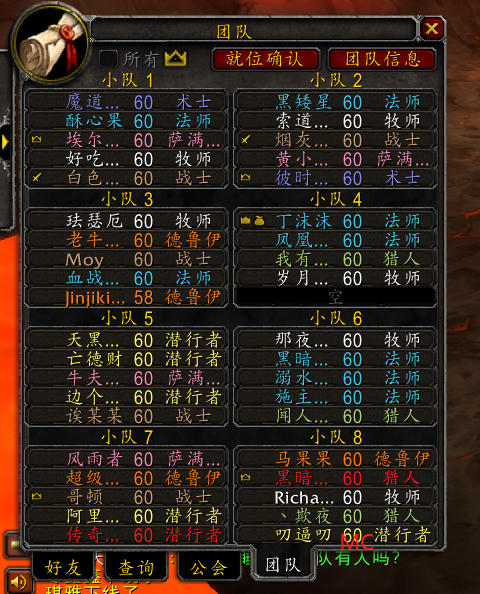 团队
所有 就位确认 团队信息
小队 1
魔道... 60 术士
酥心果 60 法师
埃尔... 60 萨满...
好吃... 60 牧师
白色... 60 战士
小队 2
黑矮星 60 法师
索道... 60 牧师
烟灰... 60 战士
黄小... 60 萨满...
彼时... 60 术士
小队 3
珐瑟厄 60 牧师
老牛... 60 德鲁伊
Moy 60 战士
血战... 60 法师
Jinjiki... 58 德鲁伊
小队 4
丁沫沫 60 法师
凤凰... 60 法师
我有... 60 猎人
岁月... 60 牧师
空
小队 5
天黑... 60 潜行者
亡德财 60 潜行者
牛夫... 60 萨满...
边个... 60 潜行者
诶某某 60 战士
小队 6
那夜... 60 牧师
黑暗... 60 法师
溺水... 60 法师
施主... 60 法师
闻人... 60 猎人
小队 7
风雨者 60 萨满...
超级... 60 德鲁伊
哥顿 60 战士
阿里... 60 潜行者
传奇... 60 潜行者
小队 8
马果果 60 德鲁伊
黑暗... 60 猎人
Richa... 60 牧师
丶欺夜 60 猎人
叨逼叨 60 潜行者
MC
队有人吗?
好友 查询 公会 团队
下线了